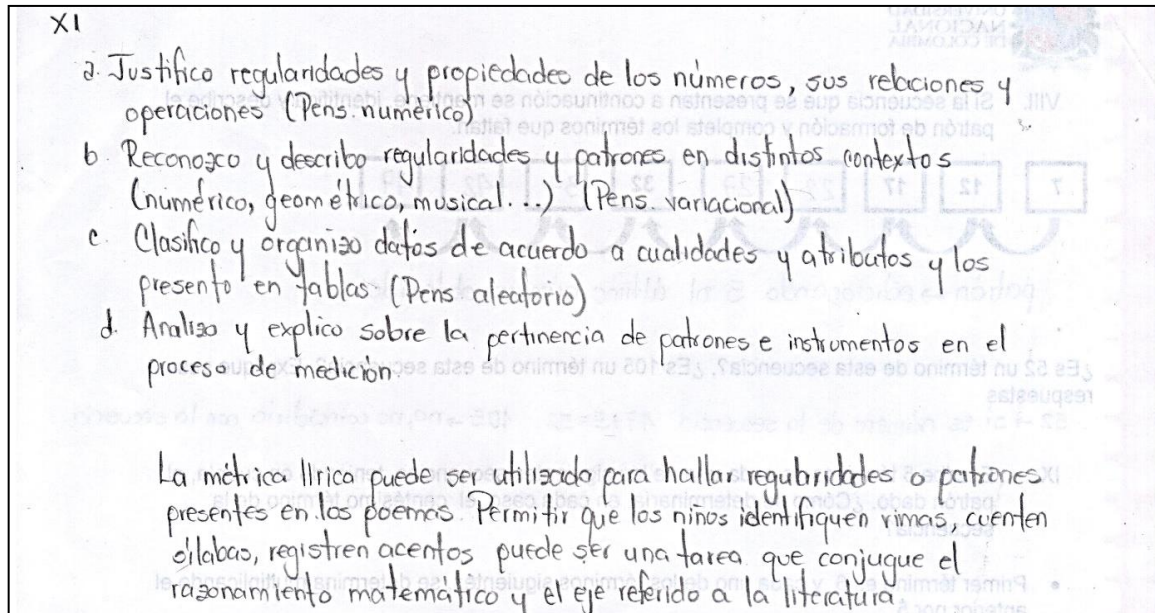 XI
a. Justifico regularidades y propiedades de los números, sus relaciones y
operaciones (Pens. numérico)
b. Reconozco y describo regularidades y patrones en distintos contextos
(numérico, geométrico, musical...) (Pens. variacional)
c. Clasifico y organizo datos de acuerdo a cualidades y atributos y los
presento en tablas (Pens aleatorio)
d. Analizo y explico sobre la pertinencia de patrones e instrumentos en el
proceso de medición.
La métrica lírica puede ser utilizada para hallar regularidades o patrones
presentes en los poemas. Permitir que los niños identifiquen rimas, cuenten
sílabas, registren acentos puede ser una tarea que conjugue el
razonamiento matemático y el eje referido a la literatura.